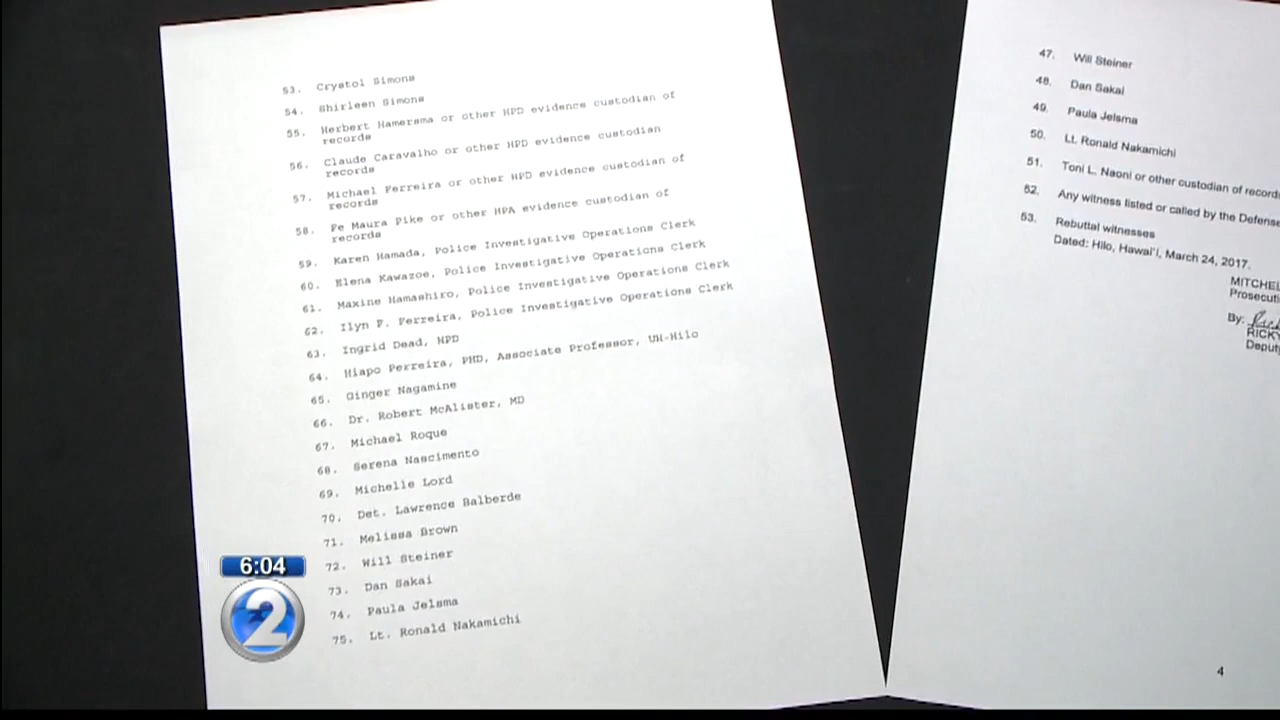 53. Crystol Simons
54. Shirleen Simons
55. Herbert Hamersma or other HPD evidence custodian of
records
56. Claude Caravalho or other HPD evidence custodian
records
57. Michael Ferreira or other HPD evidence custodian of
records
58. Fe Maura Pike or other HPA evidence custodian of
records
59. Karen Hamada, Police Investigative Operations Clerk
60. Elena Kawazoe, Police Investigative Operations Clerk
61. Maxine Hamashiro, Police Investigative Operations Clerk
62. Ilyn F. Ferreira, Police Investigative Operations Clerk
63. Ingrid Dead, HPD
64. Hiapo Perreira, PHD, Associate Professor, UH-Hilo
65. Ginger Nagamine
66. Dr. Robert McAlister, MD
67. Michael Roque
68. Serena Nascimento
69. Michelle Lord
70. Det. Lawrence Balberde
71. Melissa Brown
72. Will Steiner
73. Dan Sakai
74. Paula Jelsma
75. Lt. Ronald Nakamichi
6:04
2
47. Will Steiner
48. Dan Sakai
49. Paula Jelsma
50. Lt. Ronald Nakamichi
51. Toni L. Naoni or other custodian of records
52. Any witness listed or called by the Defense
53. Rebuttal witnesses
Dated: Hilo, Hawai'i, March 24, 2017.
MITCHEL
Prosecuti
By:
RICKY
Deputy
4